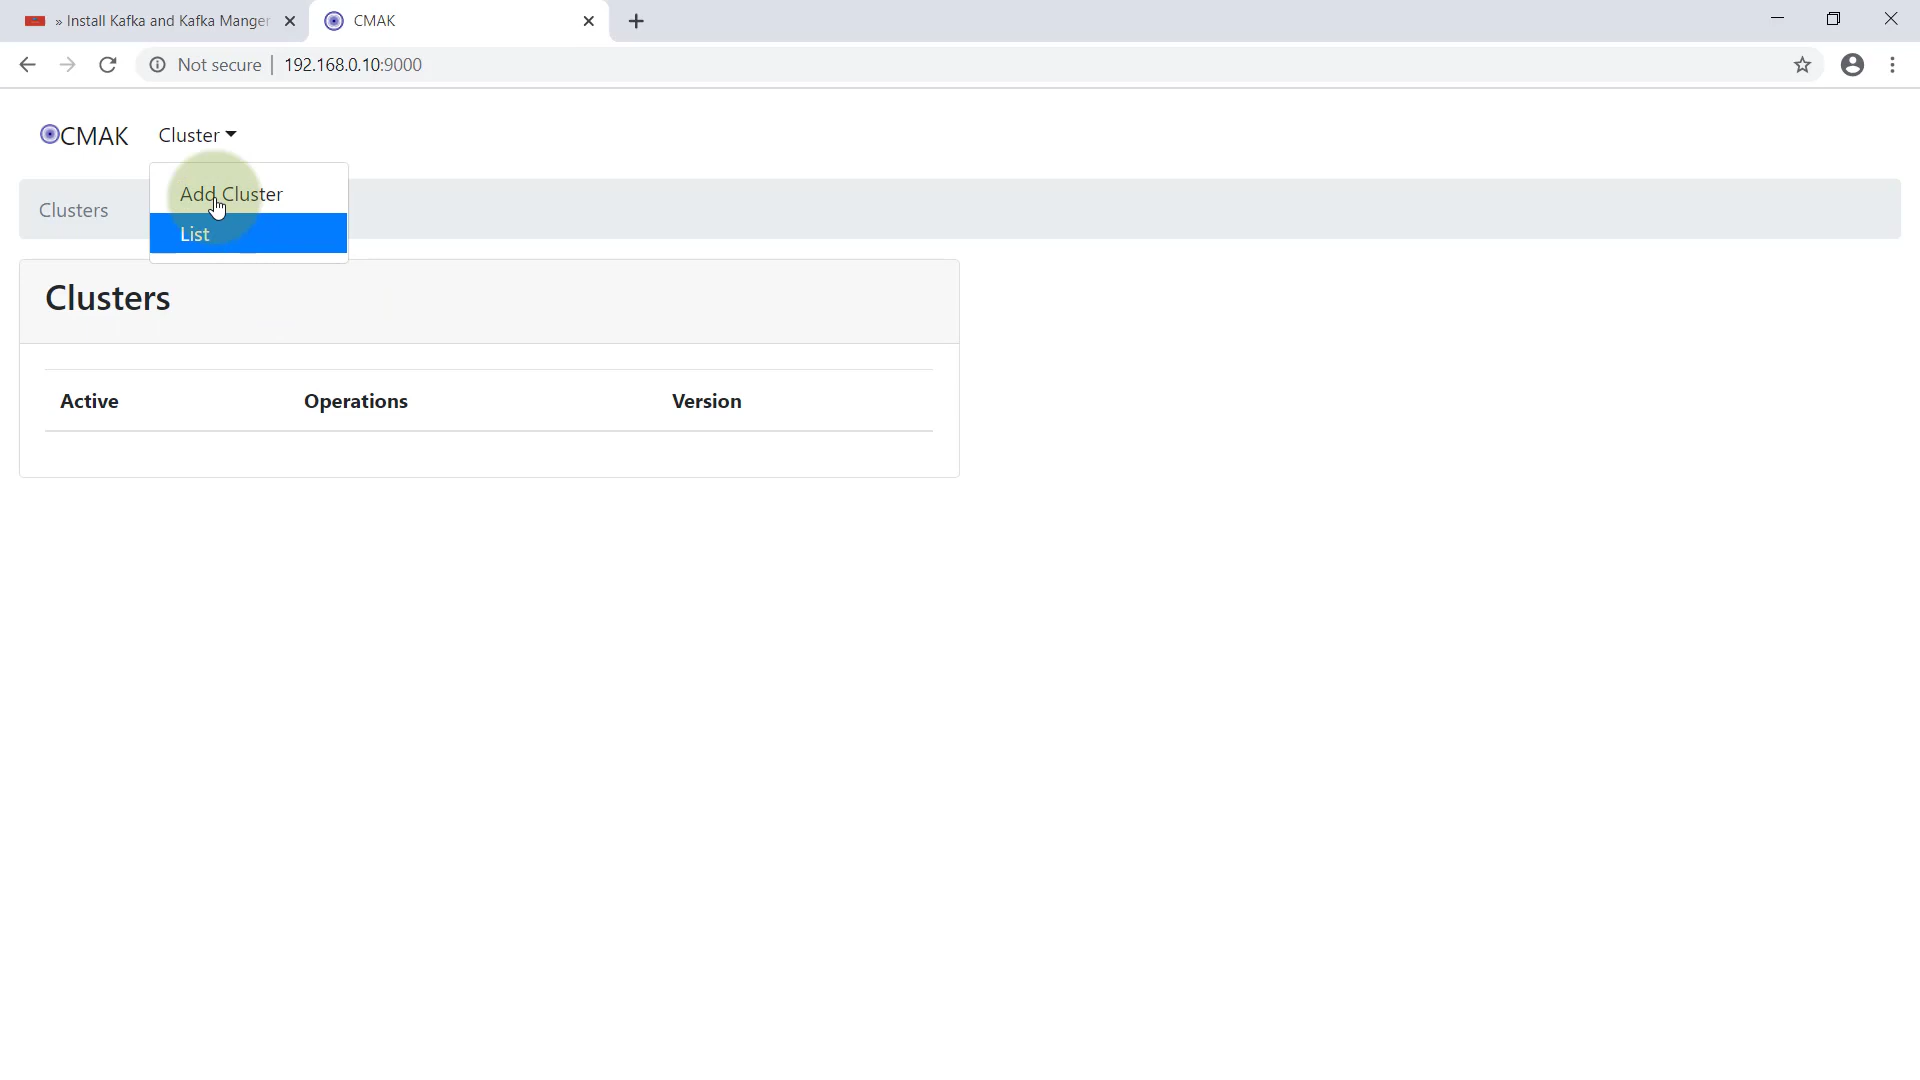 » Install Kafka and Kafka Manger
CMAK
Not secure
192.168.0.10:9000
CMAK
Cluster
Add Cluster
List
Clusters
Clusters
Active Operations Version